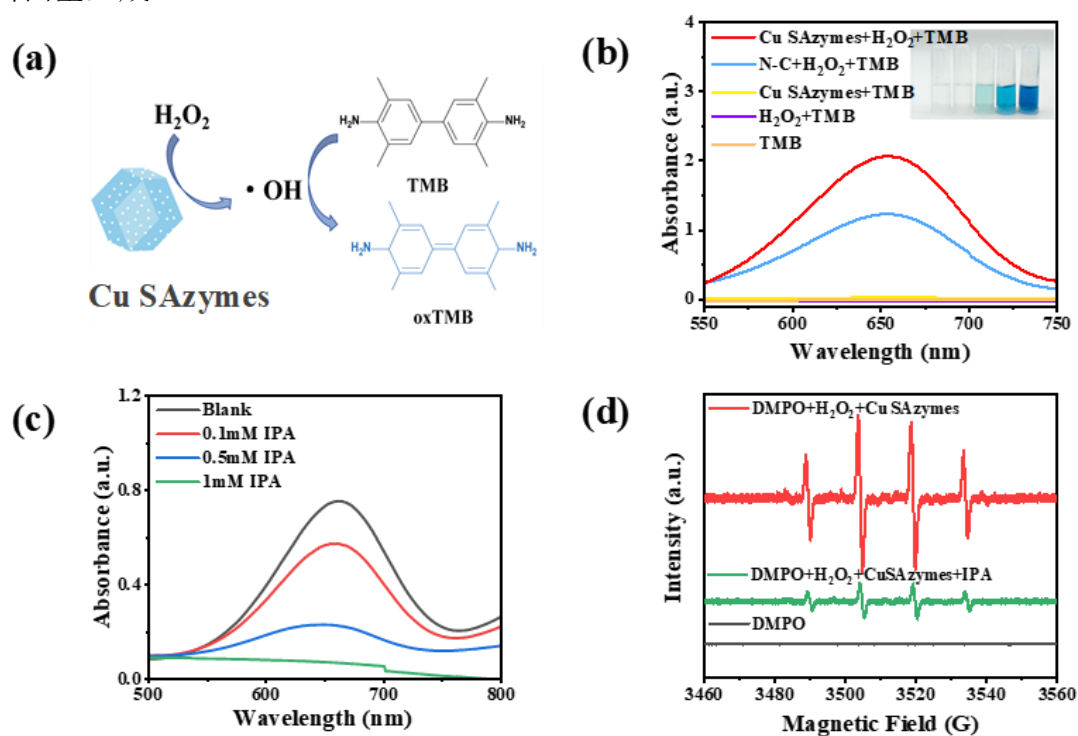 (a)
H₂O₂
• OH
H₂N
NH₂
TMB
H₂N
NH₂
oxTMB
Cu SAzymes
(b)
Cu SAzymes+H₂O₂+TMB
N-C+H₂O₂+TMB
Cu SAzymes+TMB
H₂O₂+TMB
TMB
Absorbance (a.u.)
4
3
2
1
0
550 600 650 700 750
Wavelength (nm)
(c)
Blank
0.1mM IPA
0.5mM IPA
1mM IPA
Absorbance (a.u.)
1.2
0.8
0.4
0.0
500 600 700 800
Wavelength (nm)
(d)
DMPO+H₂O₂+CuSAzymes
DMPO+H₂O₂+CuSAzymes+IPA
DMPO
Intensity (a.u.)
3460 3480 3500 3520 3540 3560
Magnetic Field (G)